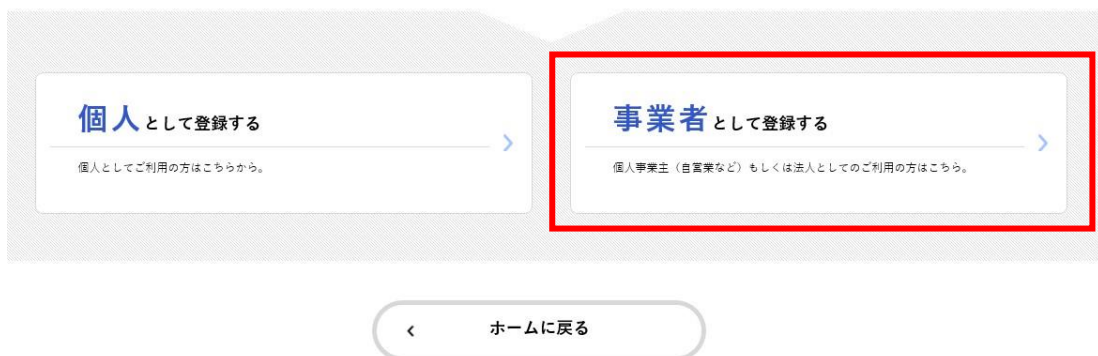 個人として登録する
個人としてご利用の方はこちらから。
事業者として登録する
個人事業主（自営業など）もしくは法人としてのご利用の方はこちら。
ホームに戻る